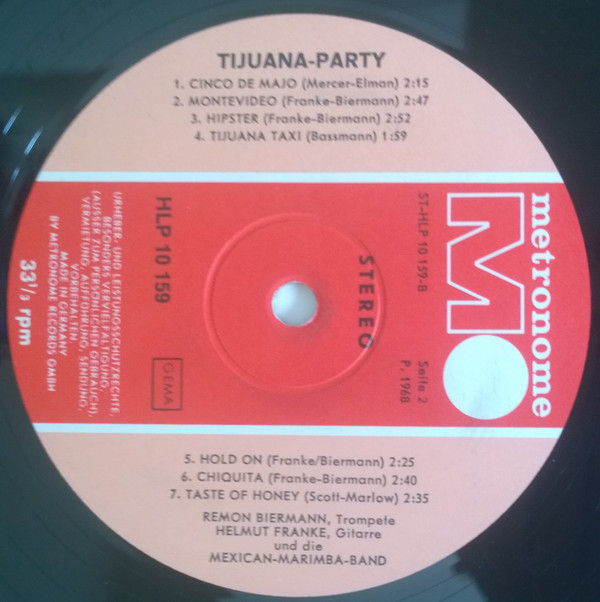 TIJUANA-PARTY
1. CINCO DE MAJO (Mercer-Elman) 2:15
2. MONTEVIDEO (Franke-Biermann) 2:47
3. HIPSTER (Franke-Biermann) 2:52
4. TIJUANA TAXI (Bassmann) 1:59
metronome
M
ST-HLP 10 159-B
Seite 2
P. 1968
STEREO
HLP 10 159
GEMA
URHEBER- UND LEISTUNGSSCHUTZRECHTE,
BESONDERS VERVIELFÄLTIGUNG,
(AUSSER ZUM PERSÖNLICHEN GEBRAUCH),
VERMIETUNG, AUFFÜHRUNG, SENDUNG,
VORBEHALTEN
MADE IN GERMANY
BY METRONOME RECORDS GMBH
33⅓ rpm
5. HOLD ON (Franke/Biermann) 2:25
6. CHIQUITA (Franke-Biermann) 2:40
7. TASTE OF HONEY (Scott-Marlow) 2:35
REMON BIERMANN, Trompete
HELMUT FRANKE, Gitarre
und die
MEXICAN-MARIMBA-BAND